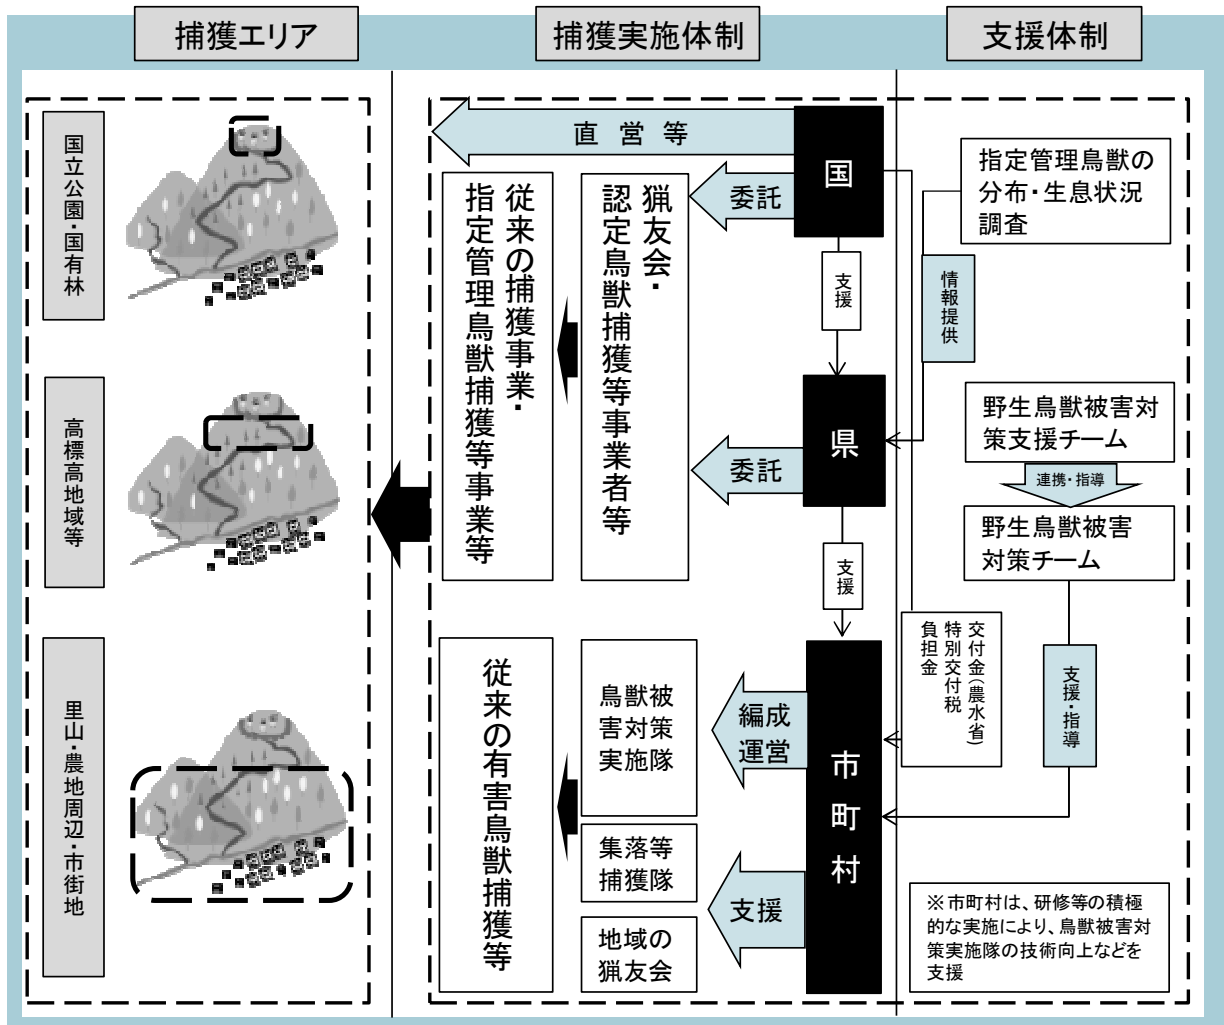 捕獲エリア
捕獲実施体制
支援体制
国立公園・国有林
高標高地域等
里山・農地周辺・市街地
直営等
国
委託
猟友会・
認定鳥獣捕獲等事業者等
従来の捕獲事業・
指定管理鳥獣捕獲等事業等
支援
県
委託
支援
市町村
編成
運営
鳥獣被
害対策
実施隊
集落等
捕獲隊
支援
地域の
猟友会
従来の有害鳥獣捕獲等
指定管理鳥獣の
分布・生息状況
調査
情報提供
野生鳥獣被害対
策支援チーム
連携・指導
野生鳥獣被害
対策チーム
支援・指導
交付金(農水省)
特別交付税
負担金
※市町村は、研修等の積極
的な実施により、鳥獣被害対
策実施隊の技術向上などを
支援